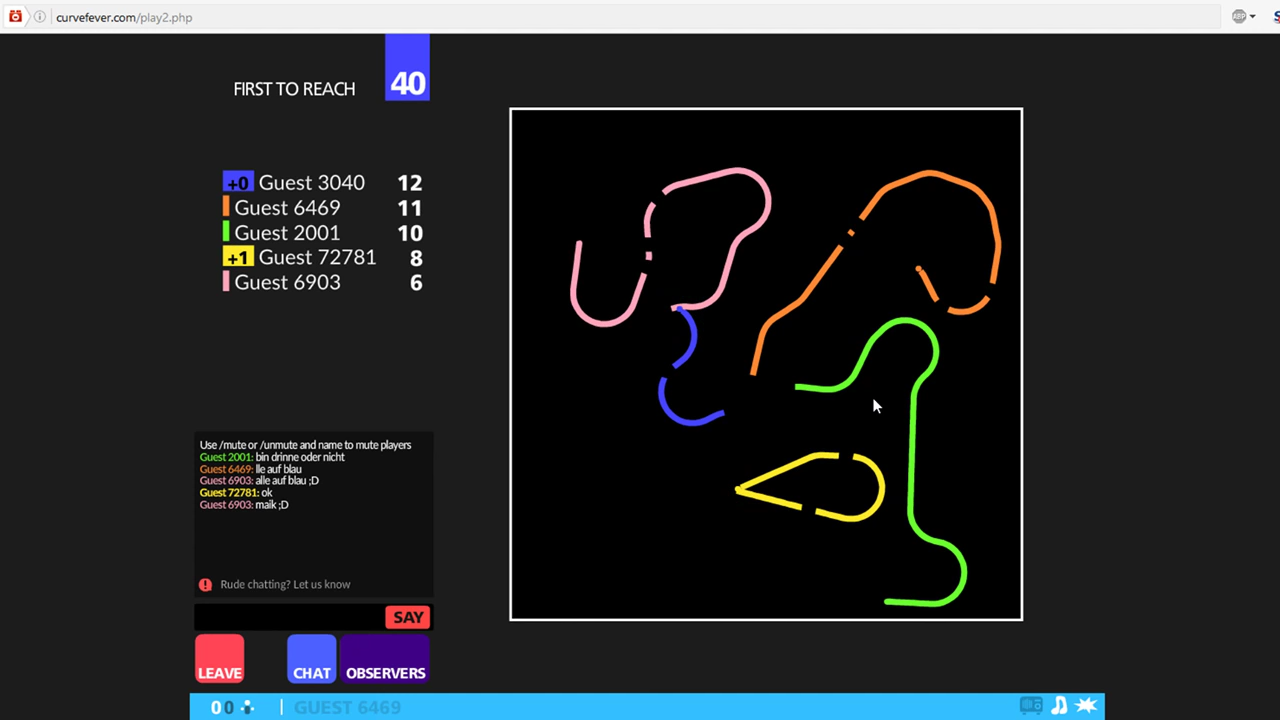 curvefever.com/play2.php
ABP
FIRST TO REACH 40
+0 Guest 3040 12
Guest 6469 11
Guest 2001 10
+1 Guest 72781 8
Guest 6903 6
Use /mute or /unmute and name to mute players
Guest 2001: bin drinne oder nicht
Guest 6469: lle auf blau
Guest 6903: alle auf blau ;D
Guest 72781: ok
Guest 6903: maik ;D
Rude chatting? Let us know
SAY
LEAVE CHAT OBSERVERS
00 | GUEST 6469